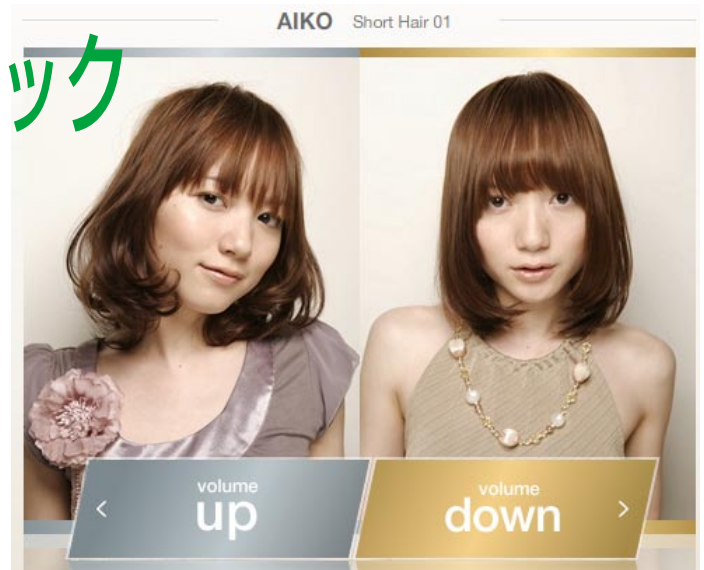 AIKO Short Hair 01
ック
volume
up
volume
down